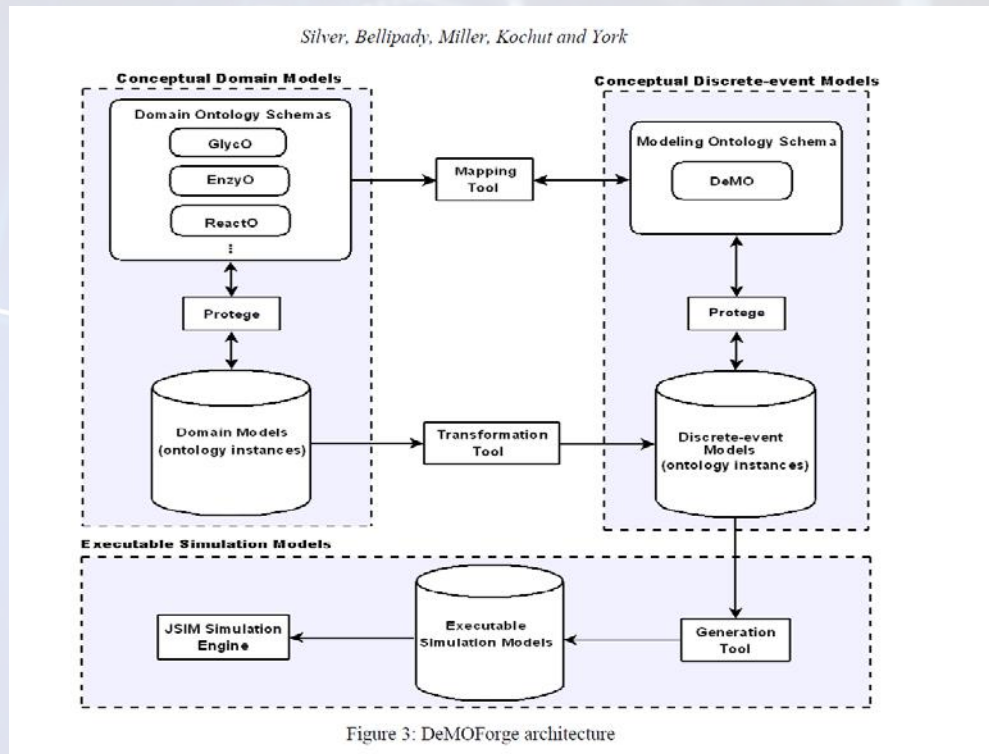 Silver, Bellipady, Miller, Kochut and York
Conceptual Domain Models
Domain Ontology Schemas
GlycO
EnzyO
ReactO
⋮
Protege
Domain Models
(ontology instances)
Mapping
Tool
Transformation
Tool
Conceptual Discrete-event Models
Modeling Ontology Schema
DeMO
Protege
Discrete-event
Models
(ontology instances)
Executable Simulation Models
JSIM Simulation
Engine
Executable
Simulation Models
Generation
Tool
Figure 3: DeMOForge architecture